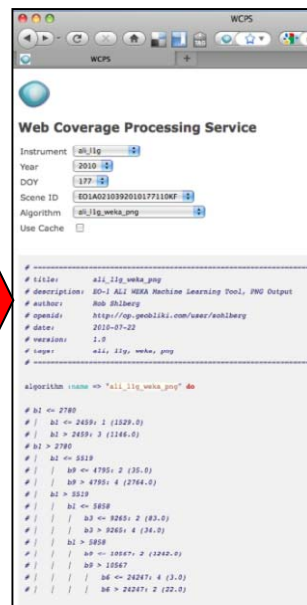 WCPS
WCPS
Web Coverage Processing Service
Instrument ali_l1g
Year 2010
DOY 177
Scene ID EO1A0210392010177110KF
Algorithm ali_l1g_weka_png
Use Cache
# title: ali_l1g_weka_png
# description: EO-1 ALI WEKA Machine Learning Tool, PNG Output
# author: Rob Sohlberg
# openid: http://op.geobliki.com/user/sohlberg
# date: 2010-07-22
# version: 1.0
# tags: ali, l1g, weka, png
algorithm :name => "ali_l1g_weka_png" do
# b1 <= 2780
# | b1 <= 2459: 1 (1529.0)
# | b1 > 2459: 3 (1146.0)
# b1 > 2780
# | b1 <= 5519
# | | b9 <= 4795: 2 (35.0)
# | | b9 > 4795: 4 (2764.0)
# | b1 > 5519
# | | b1 <= 5858
# | | | b3 <= 9265: 2 (83.0)
# | | | b3 > 9265: 4 (34.0)
# | | b1 > 5858
# | | | b9 <= 10567: 2 (1242.0)
# | | | b9 > 10567
# | | | | b6 <= 24247: 4 (3.0)
# | | | | b6 > 24247: 2 (22.0)